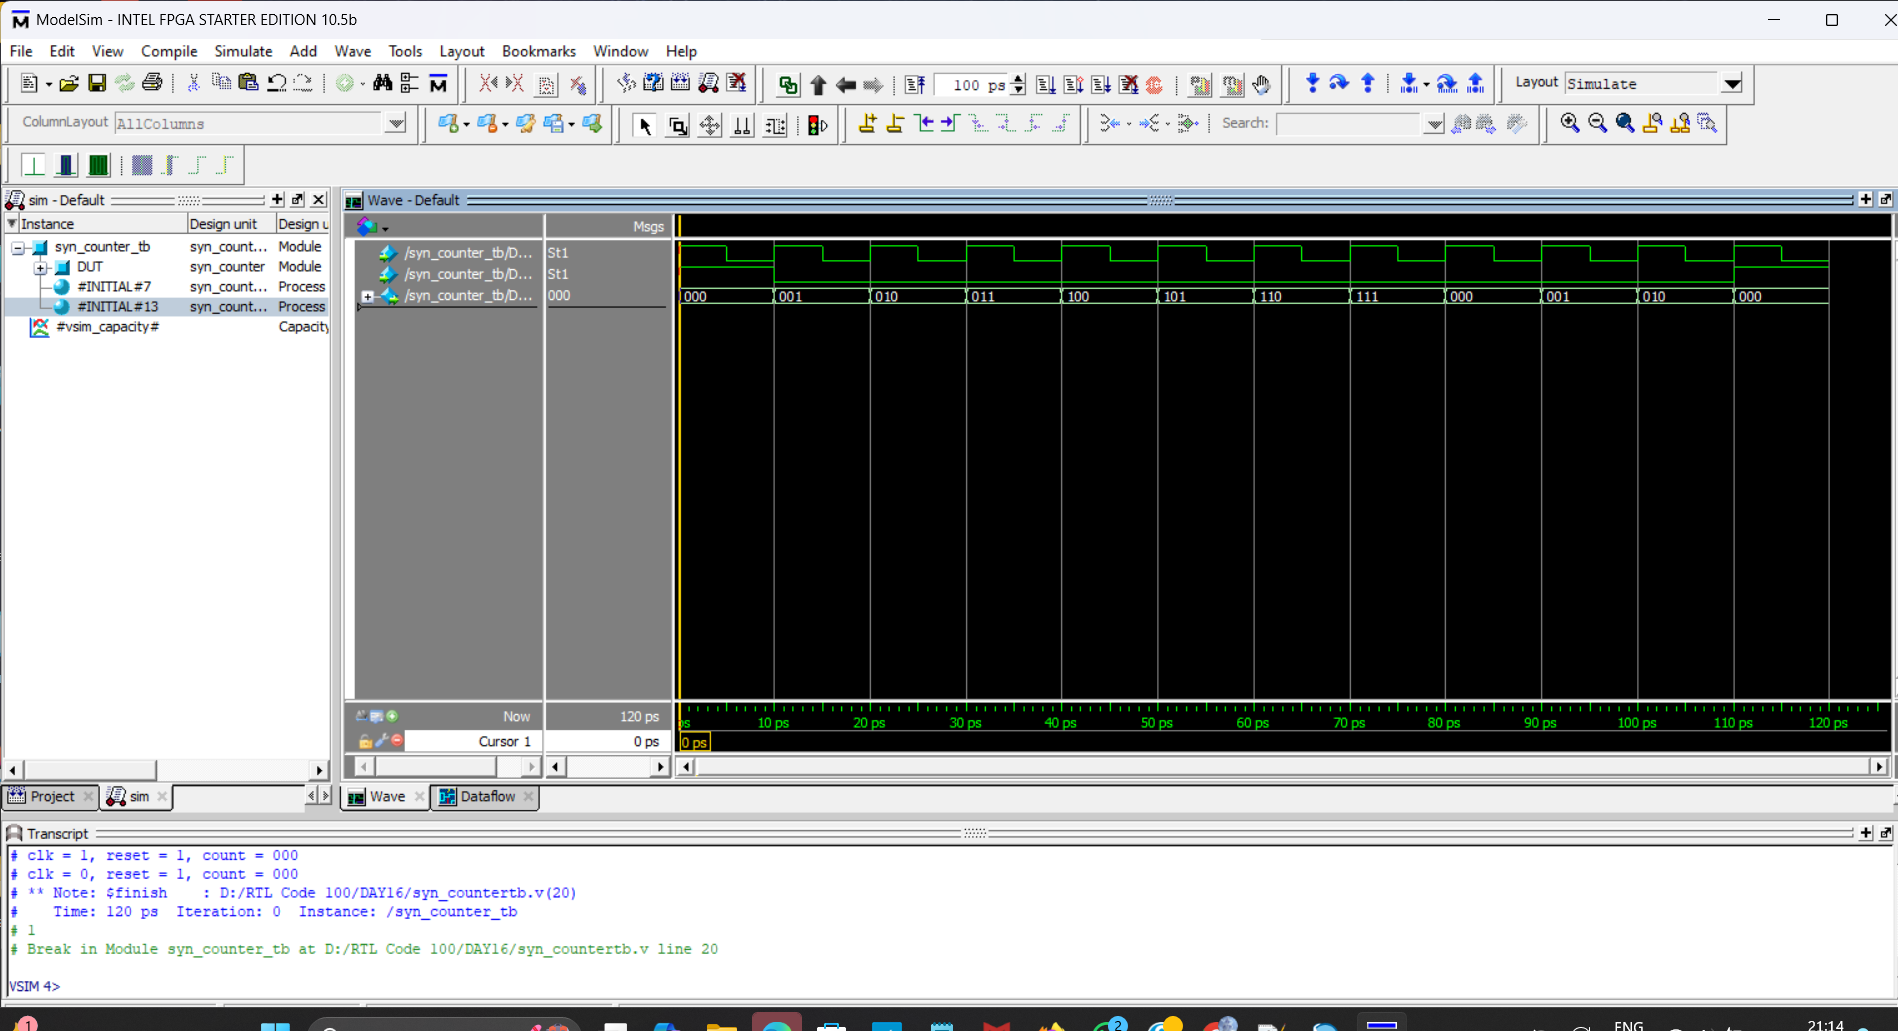 ModelSim - INTEL FPGA STARTER EDITION 10.5b
File Edit View Compile Simulate Add Wave Tools Layout Bookmarks Window Help
100 ps
Layout Simulate
ColumnLayout AllColumns
Search:
sim - Default
Wave - Default
Instance Design unit Design u
Msgs
syn_counter_tb syn_count... Module
DUT syn_counter Module
#INITIAL#7 syn_count... Process
#INITIAL#13 syn_count... Process
#vsim_capacity# Capacity
/syn_counter_tb/D... St1
/syn_counter_tb/D... St1
/syn_counter_tb/D... 000 000 001 010 011 100 101 110 111 000 001 010 000
Now 120 ps ps 10 ps 20 ps 30 ps 40 ps 50 ps 60 ps 70 ps 80 ps 90 ps 100 ps 110 ps 120 ps
Cursor 1 0 ps 0 ps
Project sim Wave Dataflow
Transcript
# clk = 1, reset = 1, count = 000
# clk = 0, reset = 1, count = 000
# ** Note: $finish : D:/RTL Code 100/DAY16/syn_countertb.v(20)
# Time: 120 ps Iteration: 0 Instance: /syn_counter_tb
# 1
# Break in Module syn_counter_tb at D:/RTL Code 100/DAY16/syn_countertb.v line 20
VSIM 4>
1 2 ENG 21:14